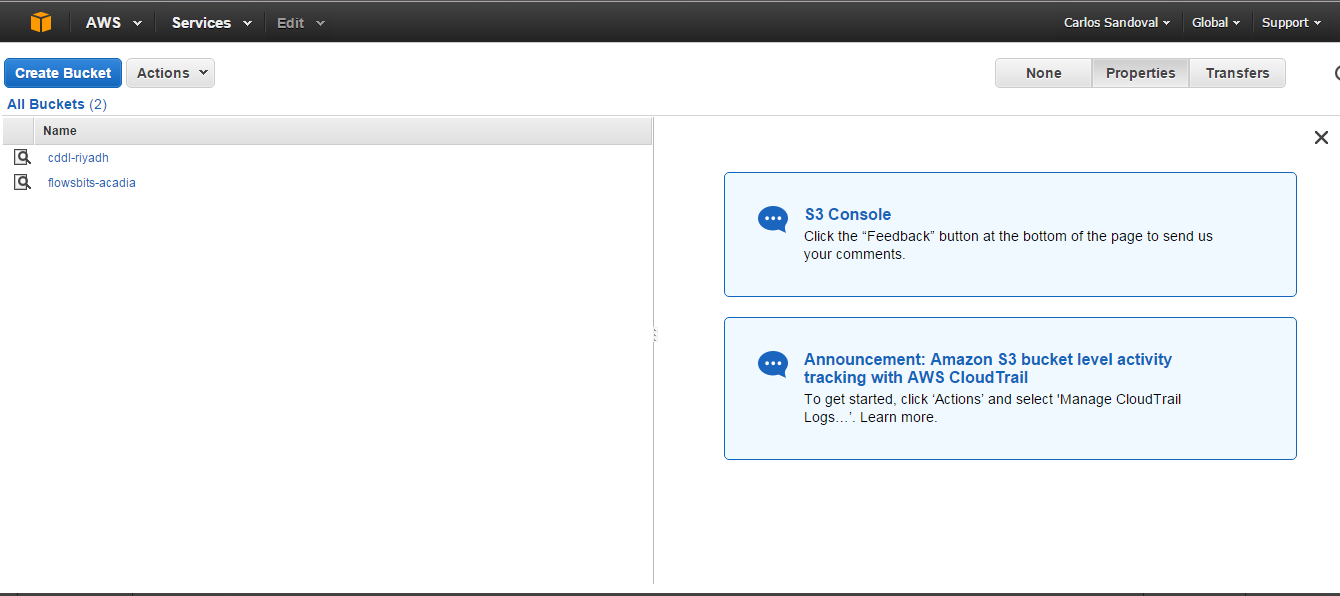 AWS Services Edit Carlos Sandoval Global Support
Create Bucket Actions None Properties Transfers
All Buckets (2)
Name
cddl-riyadh
flowsbits-acadia
S3 Console
Click the “Feedback” button at the bottom of the page to send us
your comments.
Announcement: Amazon S3 bucket level activity
tracking with AWS CloudTrail
To get started, click ‘Actions’ and select 'Manage CloudTrail
Logs…’. Learn more.